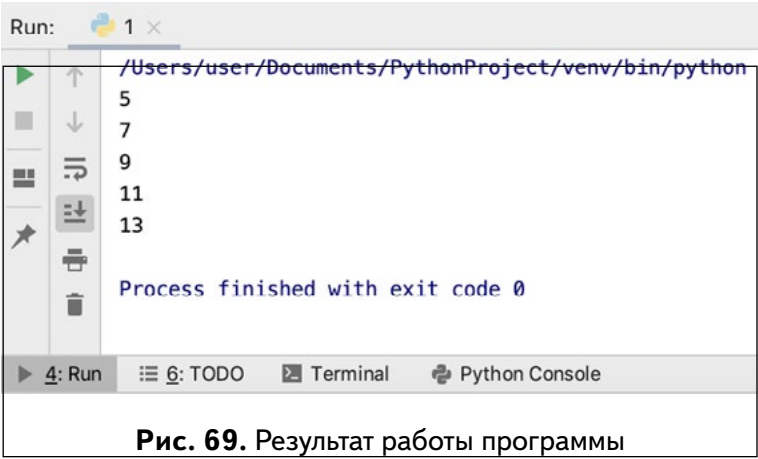 Run: 1 ×
/Users/user/Documents/PythonProject/venv/bin/python
5
7
9
11
13
Process finished with exit code 0
4: Run 6: TODO Terminal Python Console
Рис. 69. Результат работы программы